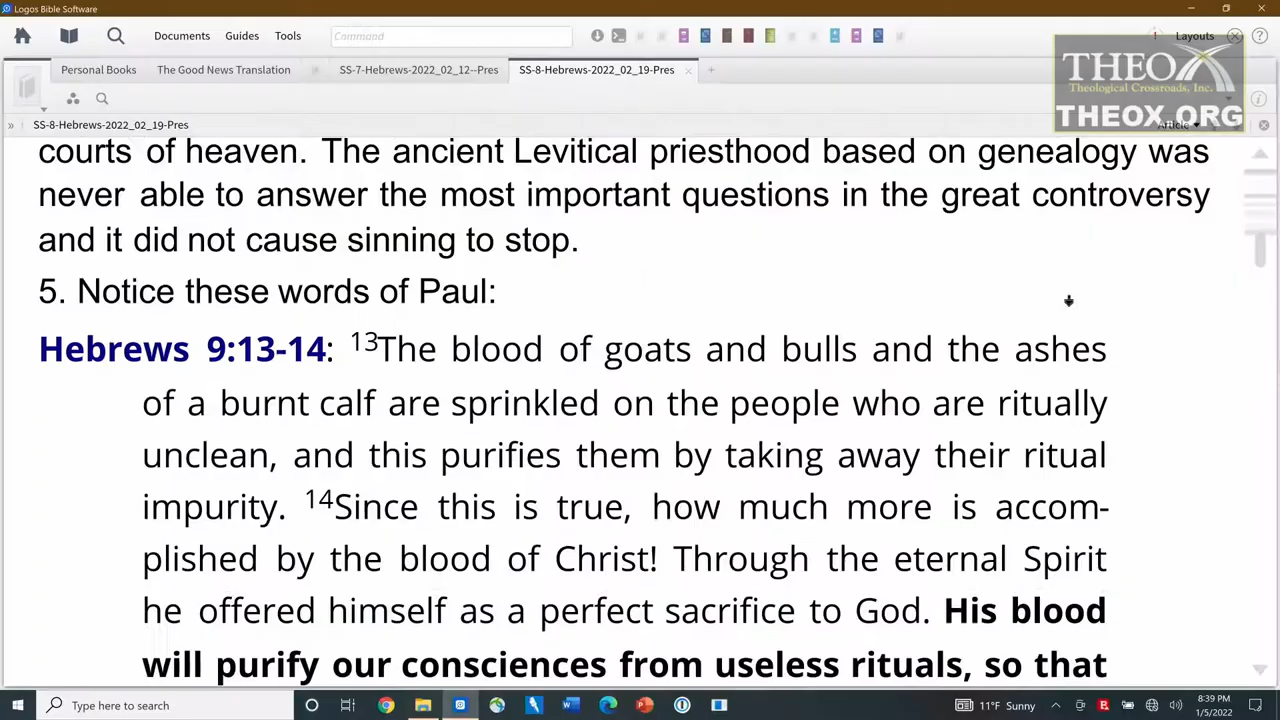 Logos Bible Software
Documents Guides Tools Command Layouts
Personal Books The Good News Translation SS-7-Hebrews-2022_02_12--Pres SS-8-Hebrews-2022_02_19-Pres
THEOX
Theological Crossroads, Inc.
THEOX.ORG
SS-8-Hebrews-2022_02_19-Pres Article
courts of heaven. The ancient Levitical priesthood based on genealogy was
never able to answer the most important questions in the great controversy
and it did not cause sinning to stop.
5. Notice these words of Paul:
Hebrews 9:13-14: 13The blood of goats and bulls and the ashes
of a burnt calf are sprinkled on the people who are ritually
unclean, and this purifies them by taking away their ritual
impurity. 14Since this is true, how much more is accom-
plished by the blood of Christ! Through the eternal Spirit
he offered himself as a perfect sacrifice to God. His blood
will purify our consciences from useless rituals, so that
Type here to search 11°F Sunny 8:39 PM
1/5/2022